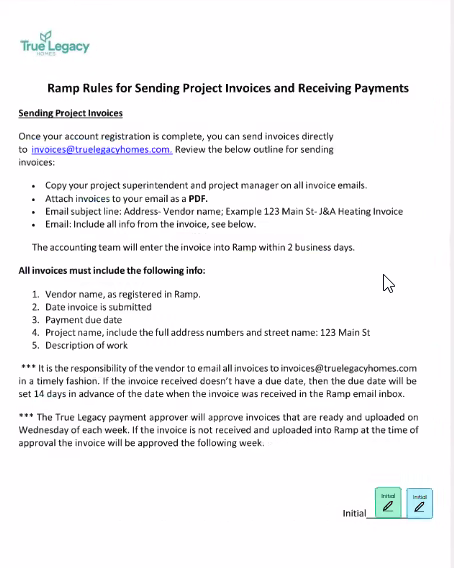 True Legacy
HOMES
Ramp Rules for Sending Project Invoices and Receiving Payments
Sending Project Invoices
Once your account registration is complete, you can send invoices directly
to invoices@truelegacyhomes.com. Review the below outline for sending
invoices:
• Copy your project superintendent and project manager on all invoice emails.
• Attach invoices to your email as a PDF.
• Email subject line: Address- Vendor name; Example 123 Main St- J&A Heating Invoice
• Email: Include all info from the invoice, see below.
The accounting team will enter the invoice into Ramp within 2 business days.
All invoices must include the following info:
1. Vendor name, as registered in Ramp.
2. Date invoice is submitted
3. Payment due date
4. Project name, include the full address numbers and street name: 123 Main St
5. Description of work
*** It is the responsibility of the vendor to email all invoices to invoices@truelegacyhomes.com
in a timely fashion. If the invoice received doesn't have a due date, then the due date will be
set 14 days in advance of the date when the invoice was received in the Ramp email inbox.
*** The True Legacy payment approver will approve invoices that are ready and uploaded on
Wednesday of each week. If the invoice is not received and uploaded into Ramp at the time of
approval the invoice will be approved the following week.
Initial Initial
Initial